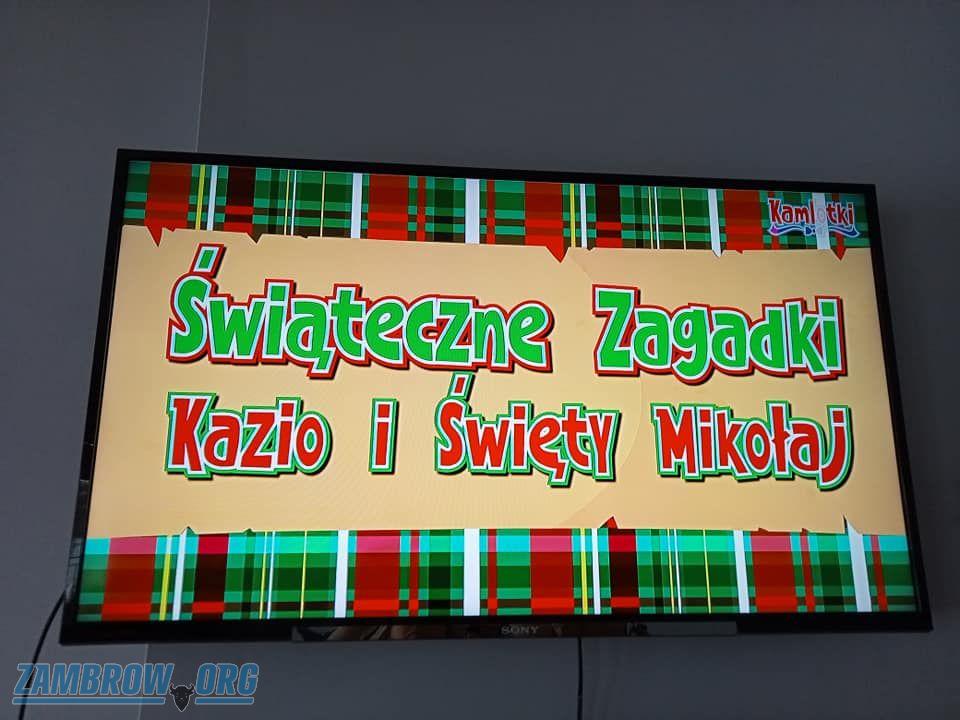 Kamlotki
Świąteczne Zagadki
Kazio i Święty Mikołaj
SONY
ZAMBROW.ORG